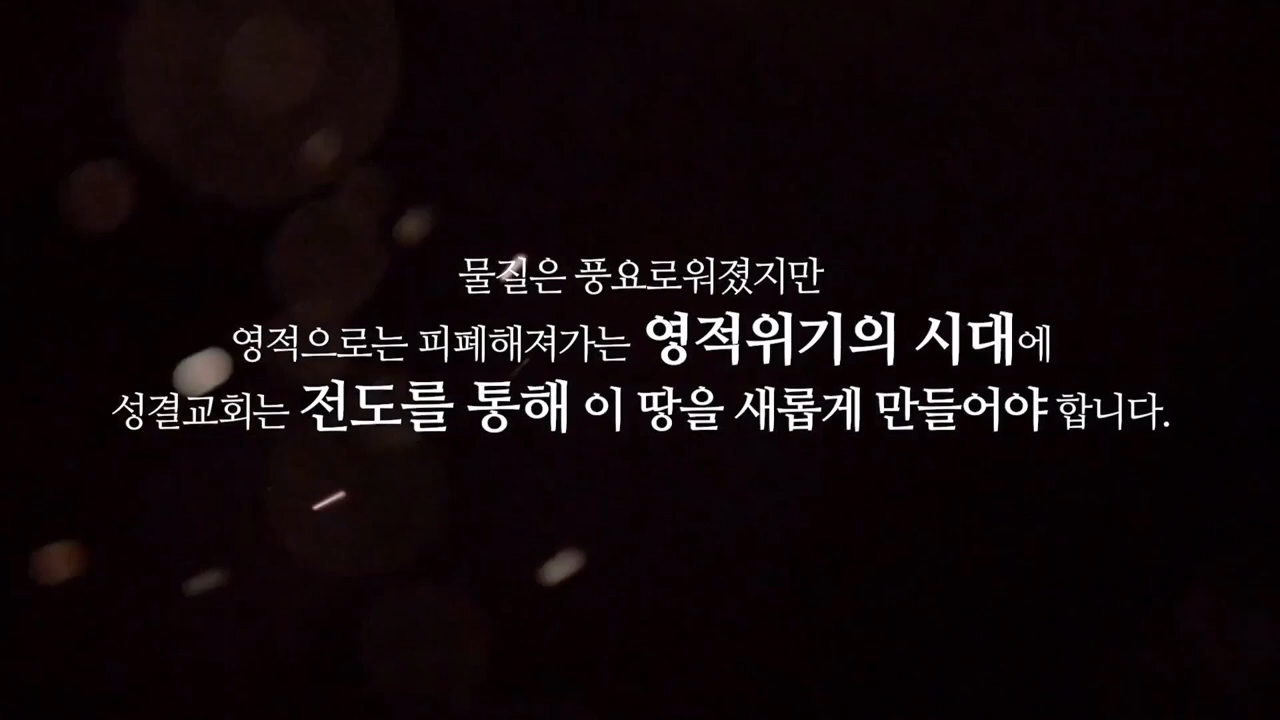 물질은 풍요로워졌지만
영적으로는 피폐해져가는 영적위기의 시대에
성결교회는 전도를 통해 이 땅을 새롭게 만들어야 합니다.